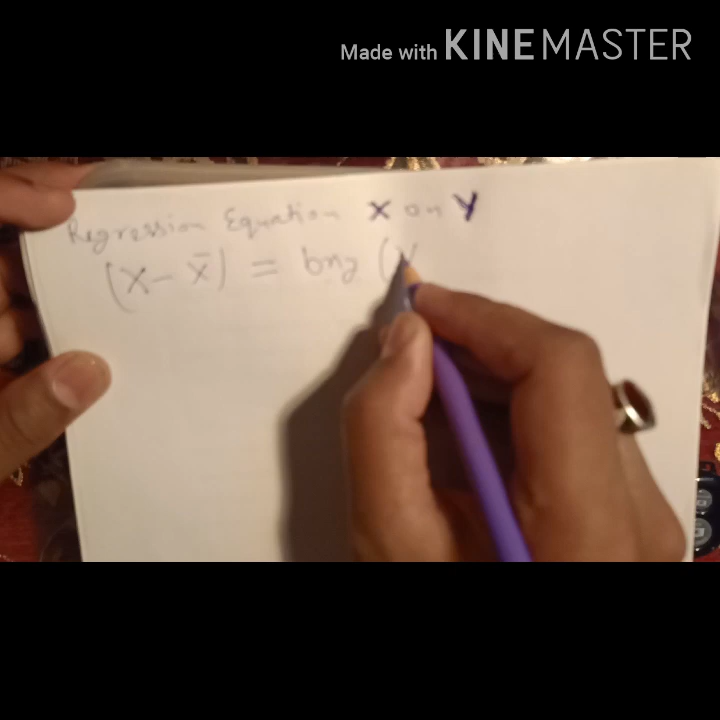 Made with KINEMASTER
Regression Equation X on Y
(X - x̄) = bxy (Y